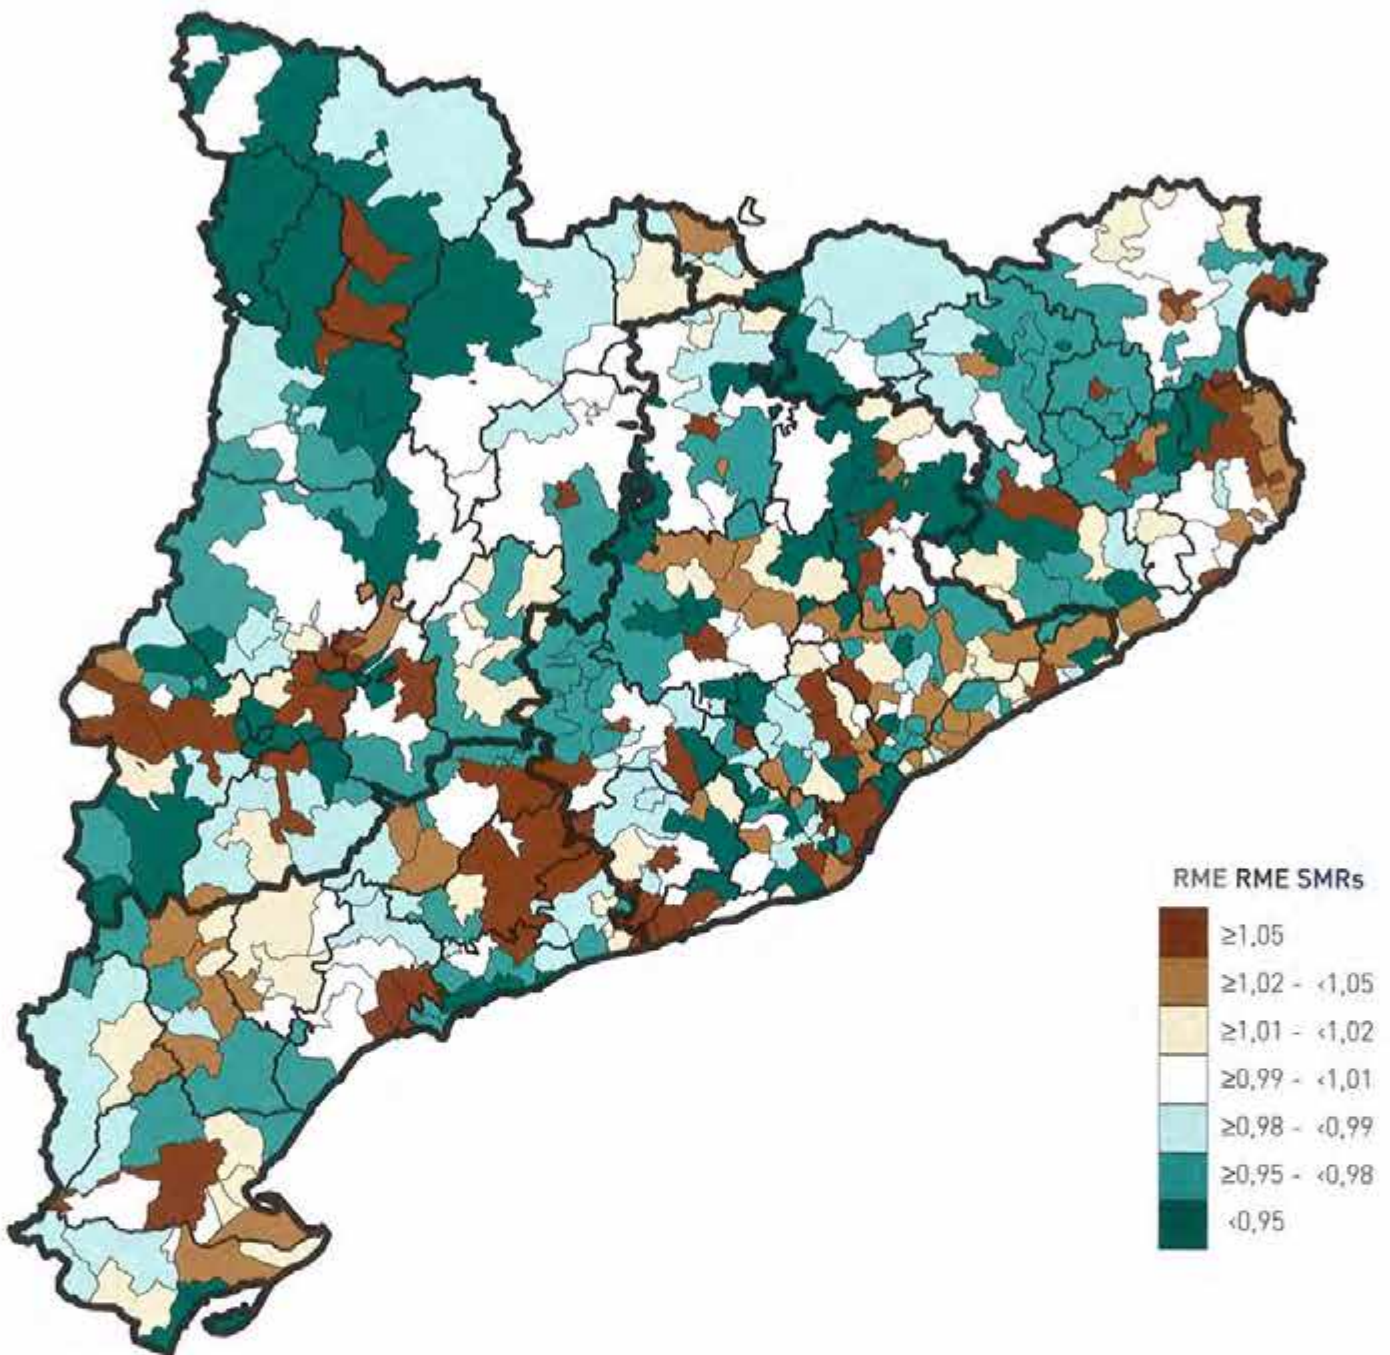 RME RME SMRs
≥1,05
≥1,02 - <1,05
≥1,01 - <1,02
≥0,99 - <1,01
≥0,98 - <0,99
≥0,95 - <0,98
<0,95